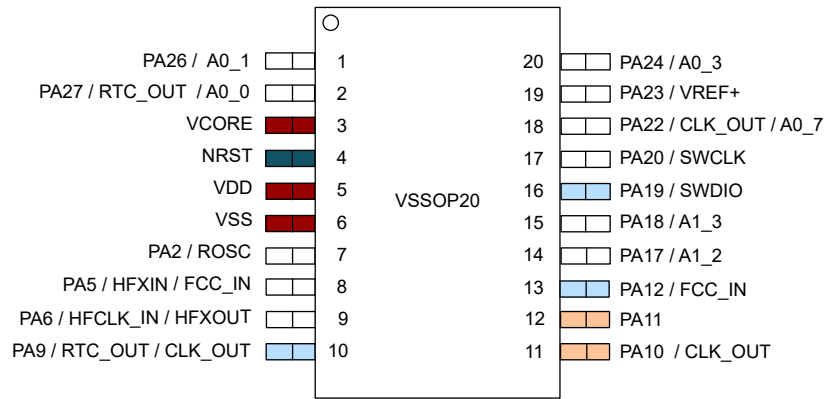 PA26 / A0_1 1 20 PA24 / A0_3
PA27 / RTC_OUT / A0_0 2 19 PA23 / VREF+
VCORE 3 18 PA22 / CLK_OUT / A0_7
NRST 4 17 PA20 / SWCLK
VDD 5 16 PA19 / SWDIO
VSSOP20
VSS 6 15 PA18 / A1_3
PA2 / ROSC 7 14 PA17 / A1_2
PA5 / HFXIN / FCC_IN 8 13 PA12 / FCC_IN
PA6 / HFCLK_IN / HFXOUT 9 12 PA11
PA9 / RTC_OUT / CLK_OUT 10 11 PA10 / CLK_OUT